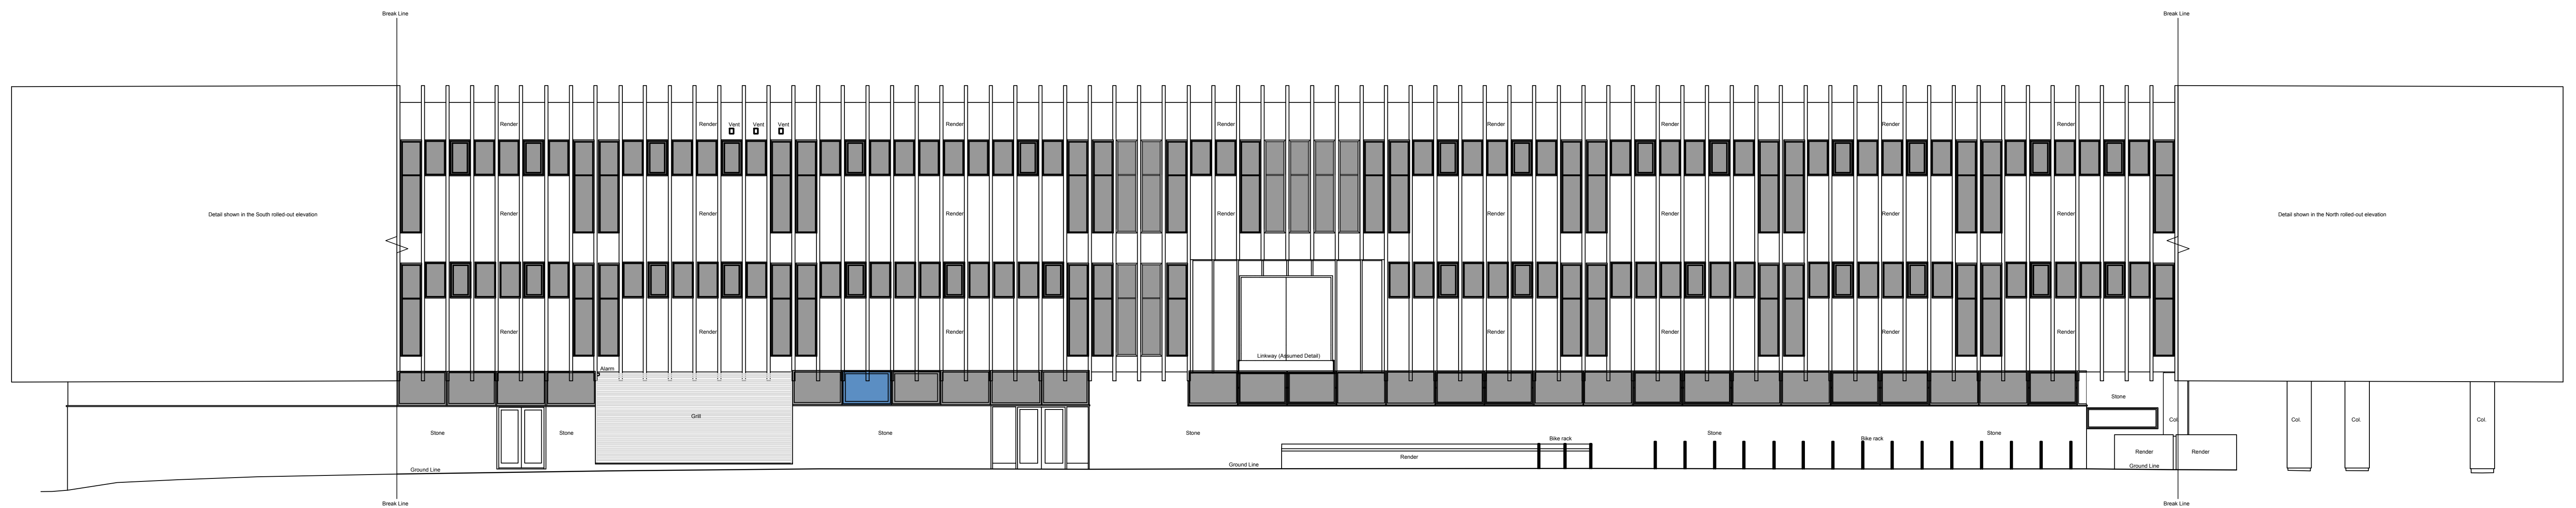 Break Line
Break Line
Render
Render
Vent
Vent
Vent
Render
Render
Render
Render
Render
Render
Detail shown in the South rolled-out elevation
Render
Render
Render
Render
Render
Render
Render
Render
Detail shown in the North rolled-out elevation
Render
Render
Render
Render
Render
Render
Render
Linkway (Assumed Detail)
Alarm
Stone
Grill
Col.
Col.
Col.
Col.
Stone
Stone
Stone
Stone
Stone
Stone
Bike rack
Bike rack
Render
Render
Render
Ground Line
Ground Line
Ground Line
Break Line
Break Line